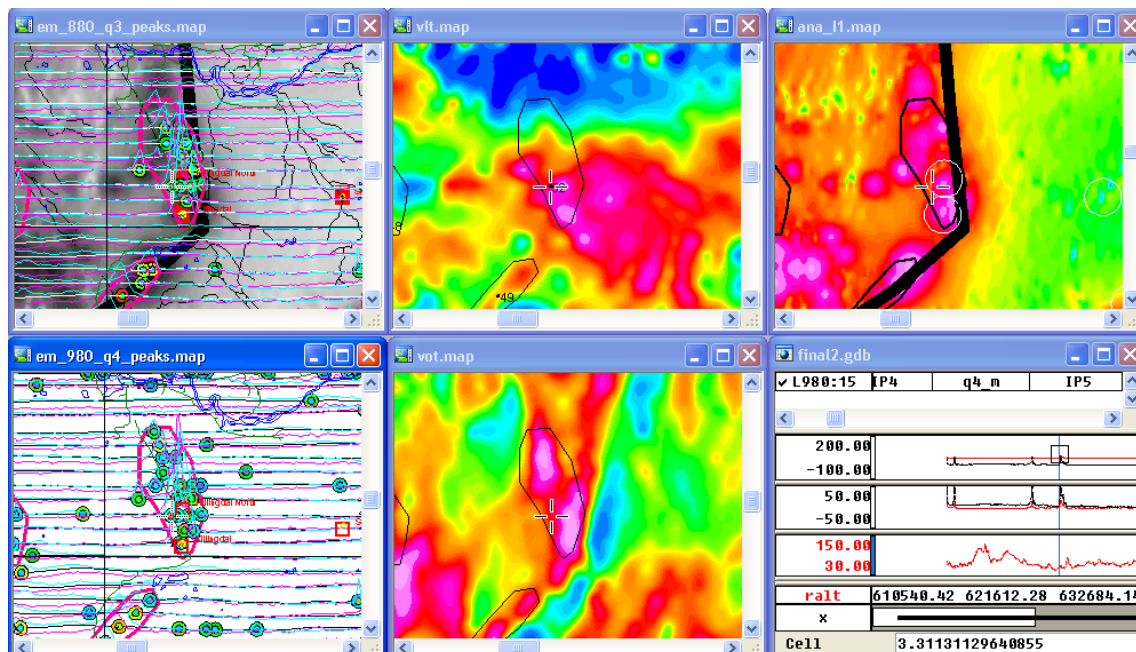 em_880_q3_peaks.map
vlt.map
ana_l1.map
49
em_980_q4_peaks.map
vot.map
final2.gdb
L980:15 IP4 q4_m IP5
200.00
-100.00
50.00
-50.00
150.00
30.00
ralt 610540.42 621612.28 632684.14
x
Cell 3.31131129640855